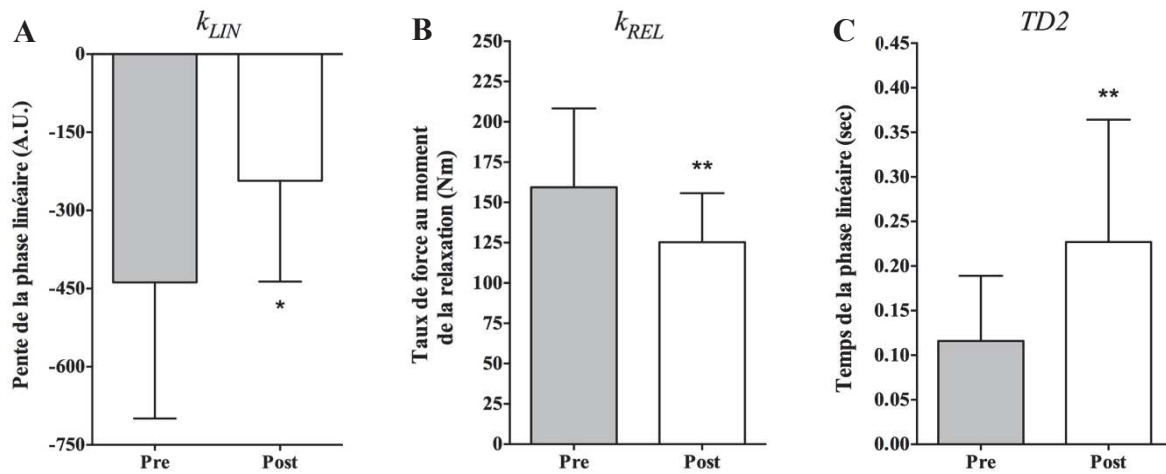 A
k_LIN
Pente de la phase linéaire (A.U.)
0
-150
-300
-450
-600
-750
*
Pre
Post
B
k_REL
Taux de force au moment
de la relaxation (Nm)
250
225
200
175
150
125
100
75
50
25
0
**
Pre
Post
C
TD2
Temps de la phase linéaire (sec)
0.45
0.40
0.35
0.30
0.25
0.20
0.15
0.10
0.05
0.00
**
Pre
Post